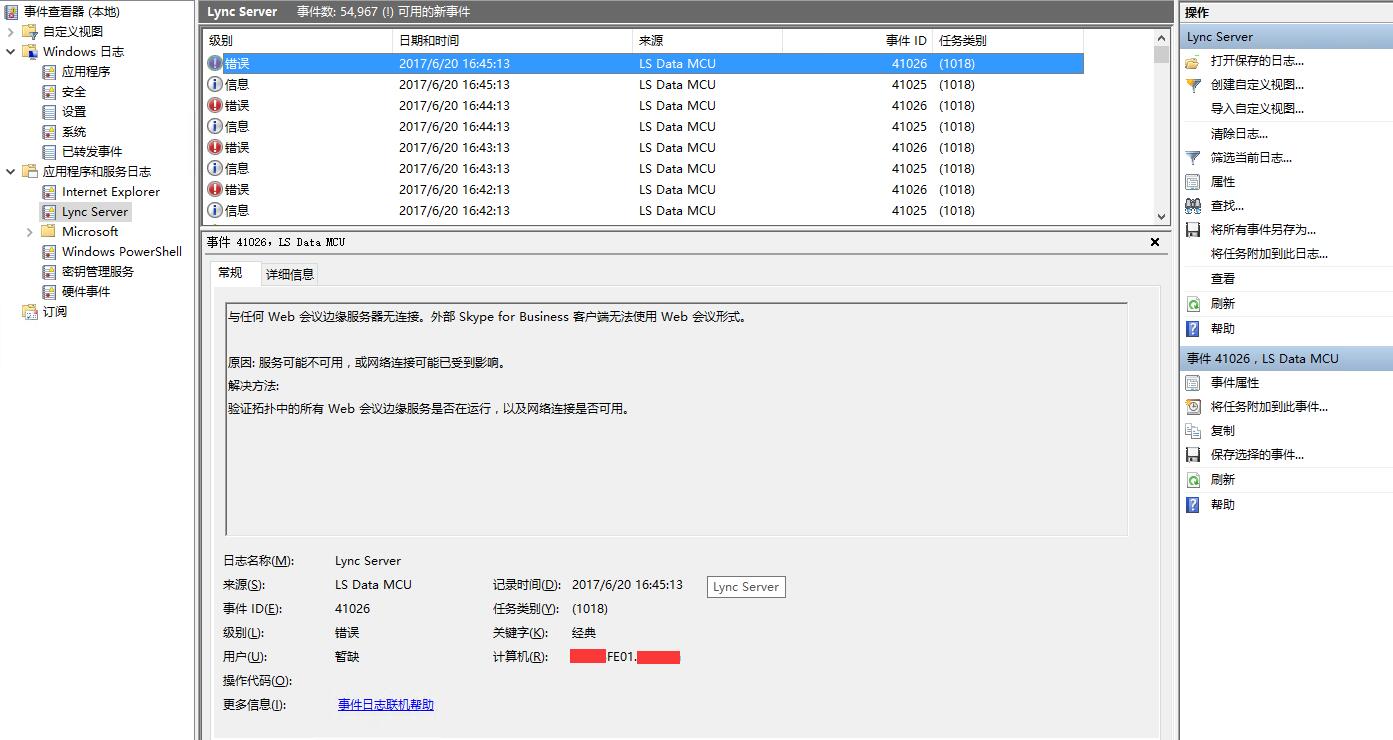 事件查看器 (本地)
自定义视图
Windows 日志
应用程序
安全
设置
系统
已转发事件
应用程序和服务日志
Internet Explorer
Lync Server
Microsoft
Windows PowerShell
密钥管理服务
硬件事件
订阅
Lync Server 事件数: 54,967 (!) 可用的新事件
级别 日期和时间 来源 事件 ID 任务类别
错误 2017/6/20 16:45:13 LS Data MCU 41026 (1018)
信息 2017/6/20 16:45:13 LS Data MCU 41025 (1018)
错误 2017/6/20 16:44:13 LS Data MCU 41026 (1018)
信息 2017/6/20 16:44:13 LS Data MCU 41025 (1018)
错误 2017/6/20 16:43:13 LS Data MCU 41026 (1018)
信息 2017/6/20 16:43:13 LS Data MCU 41025 (1018)
错误 2017/6/20 16:42:13 LS Data MCU 41026 (1018)
信息 2017/6/20 16:42:13 LS Data MCU 41025 (1018)
事件 41026，LS Data MCU
常规 详细信息
与任何 Web 会议边缘服务器无连接。外部 Skype for Business 客户端无法使用 Web 会议形式。
原因: 服务可能不可用，或网络连接可能已受到影响。
解决方法:
验证拓扑中的所有 Web 会议边缘服务是否在运行，以及网络连接是否可用。
日志名称(M): Lync Server
来源(S): LS Data MCU 记录时间(D): 2017/6/20 16:45:13 Lync Server
事件 ID(E): 41026 任务类别(Y): (1018)
级别(L): 错误 关键字(K): 经典
用户(U): 暂缺 计算机(R): FE01.
操作代码(O):
更多信息(I): 事件日志联机帮助
操作
Lync Server
打开保存的日志...
创建自定义视图...
导入自定义视图...
清除日志...
筛选当前日志...
属性
查找...
将所有事件另存为...
将任务附加到此日志...
查看
刷新
帮助
事件 41026，LS Data MCU
事件属性
将任务附加到此事件...
复制
保存选择的事件...
刷新
帮助